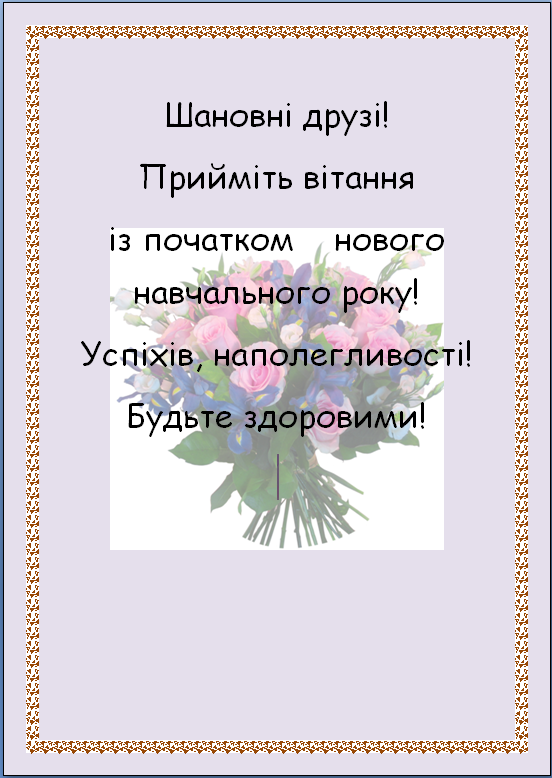 Шановні друзі!
Прийміть вітання
із початком нового
навчального року!
Успіхів, наполегливості!
Будьте здоровими!